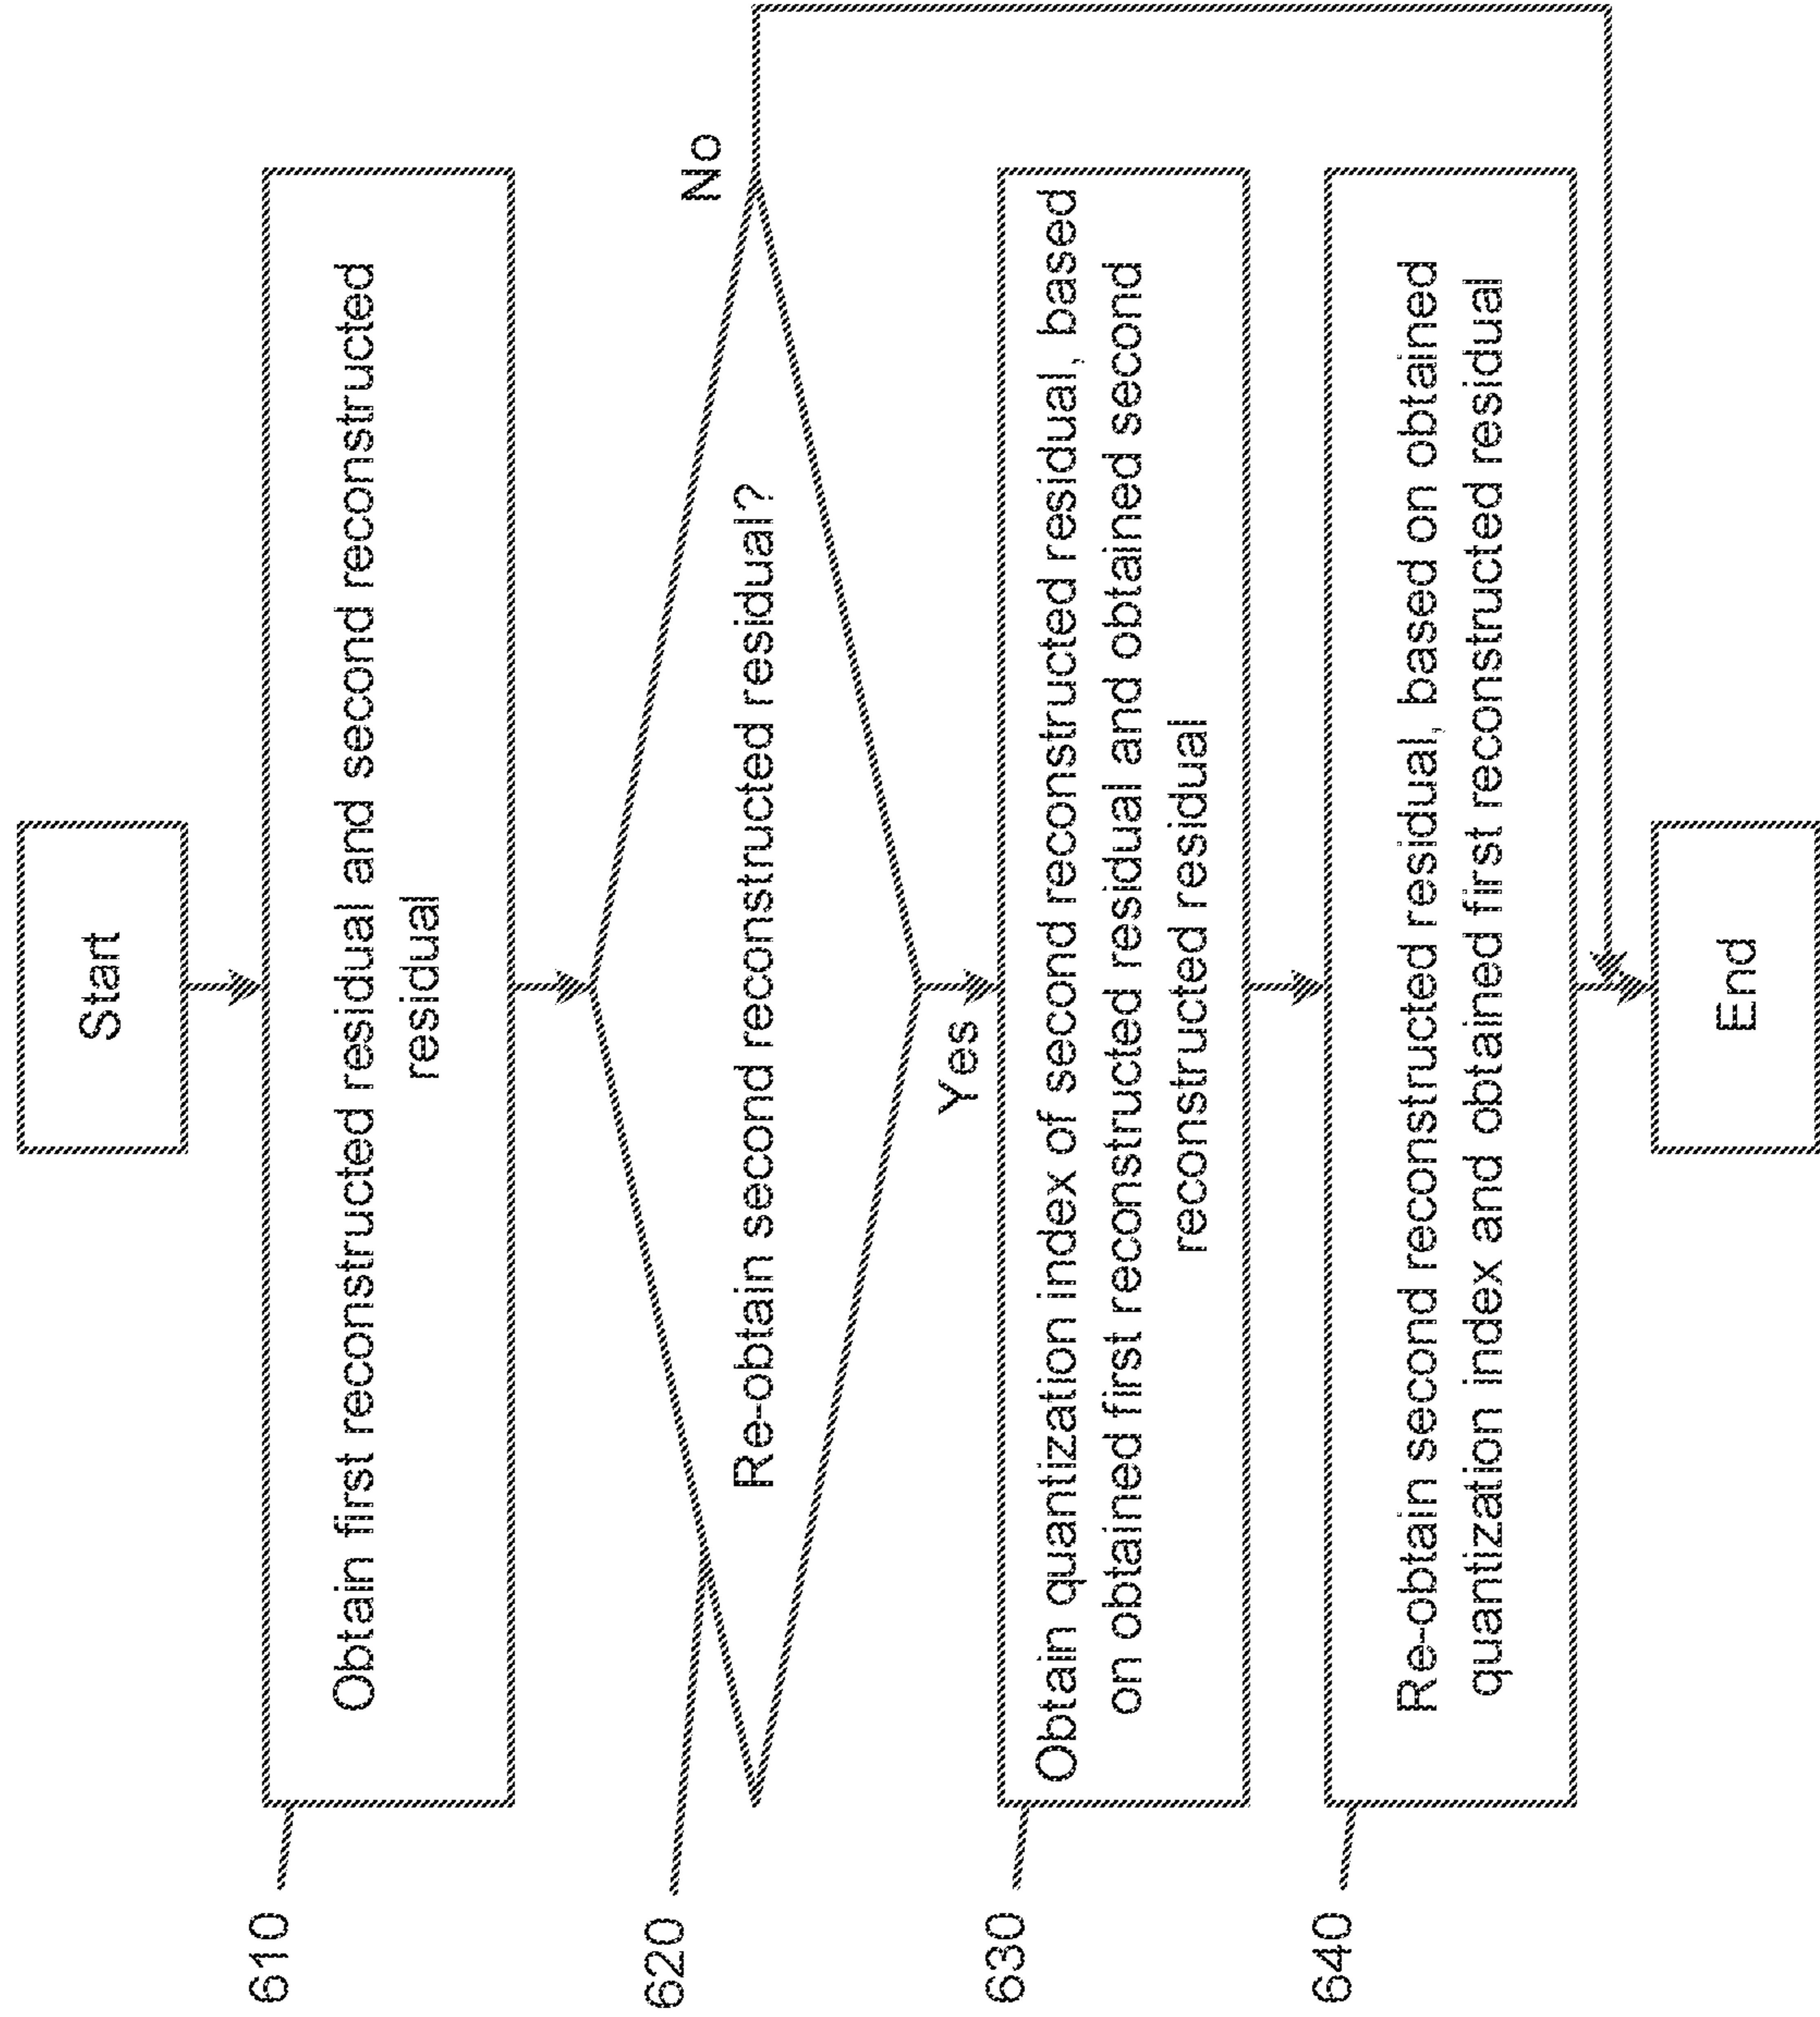 Start
610
Obtain first reconstructed residual and second reconstructed
residual
620
Re-obtain second reconstructed residual?
No
Yes
630
Obtain quantization index of second reconstructed residual, based
on obtained first reconstructed residual and obtained second
reconstructed residual
640
Re-obtain second reconstructed residual, based on obtained
quantization index and obtained first reconstructed residual
End